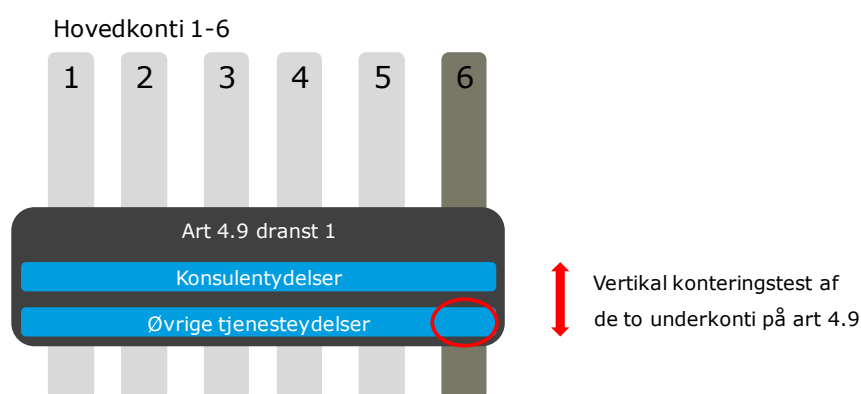 Hovedkonti 1-6
1 2 3 4 5 6
Art 4.9 dranst 1
Konsulentydelser
Øvrige tjenesteydelser
Vertikal konteringstest af
de to underkonti på art 4.9